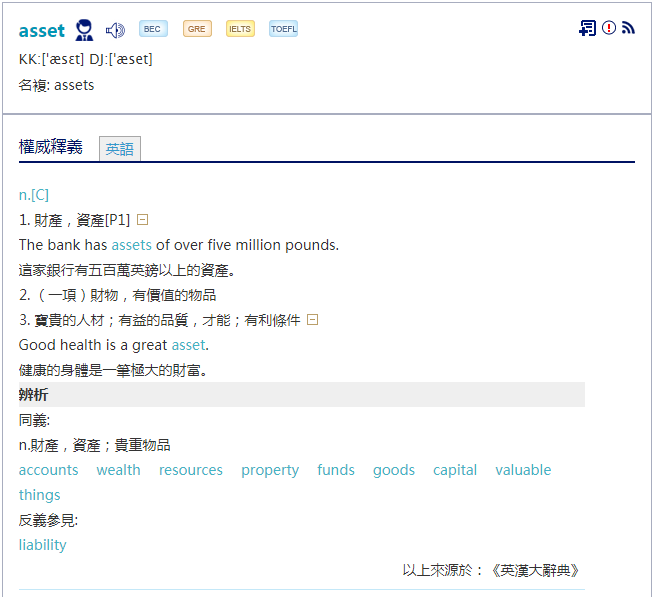 asset BEC GRE IELTS TOEFL
KK:['æsɛt] DJ:['æset]
名複: assets
權威釋義 英語
n.[C]
1. 財產，資產[P1]
The bank has assets of over five million pounds.
這家銀行有五百萬英鎊以上的資產。
2. （一項）財物，有價值的物品
3. 寶貴的人材；有益的品質，才能；有利條件
Good health is a great asset.
健康的身體是一筆極大的財富。
辨析
同義:
n.財產，資產；貴重物品
accounts wealth resources property funds goods capital valuable
things
反義參見:
liability
以上來源於：《英漢大辭典》